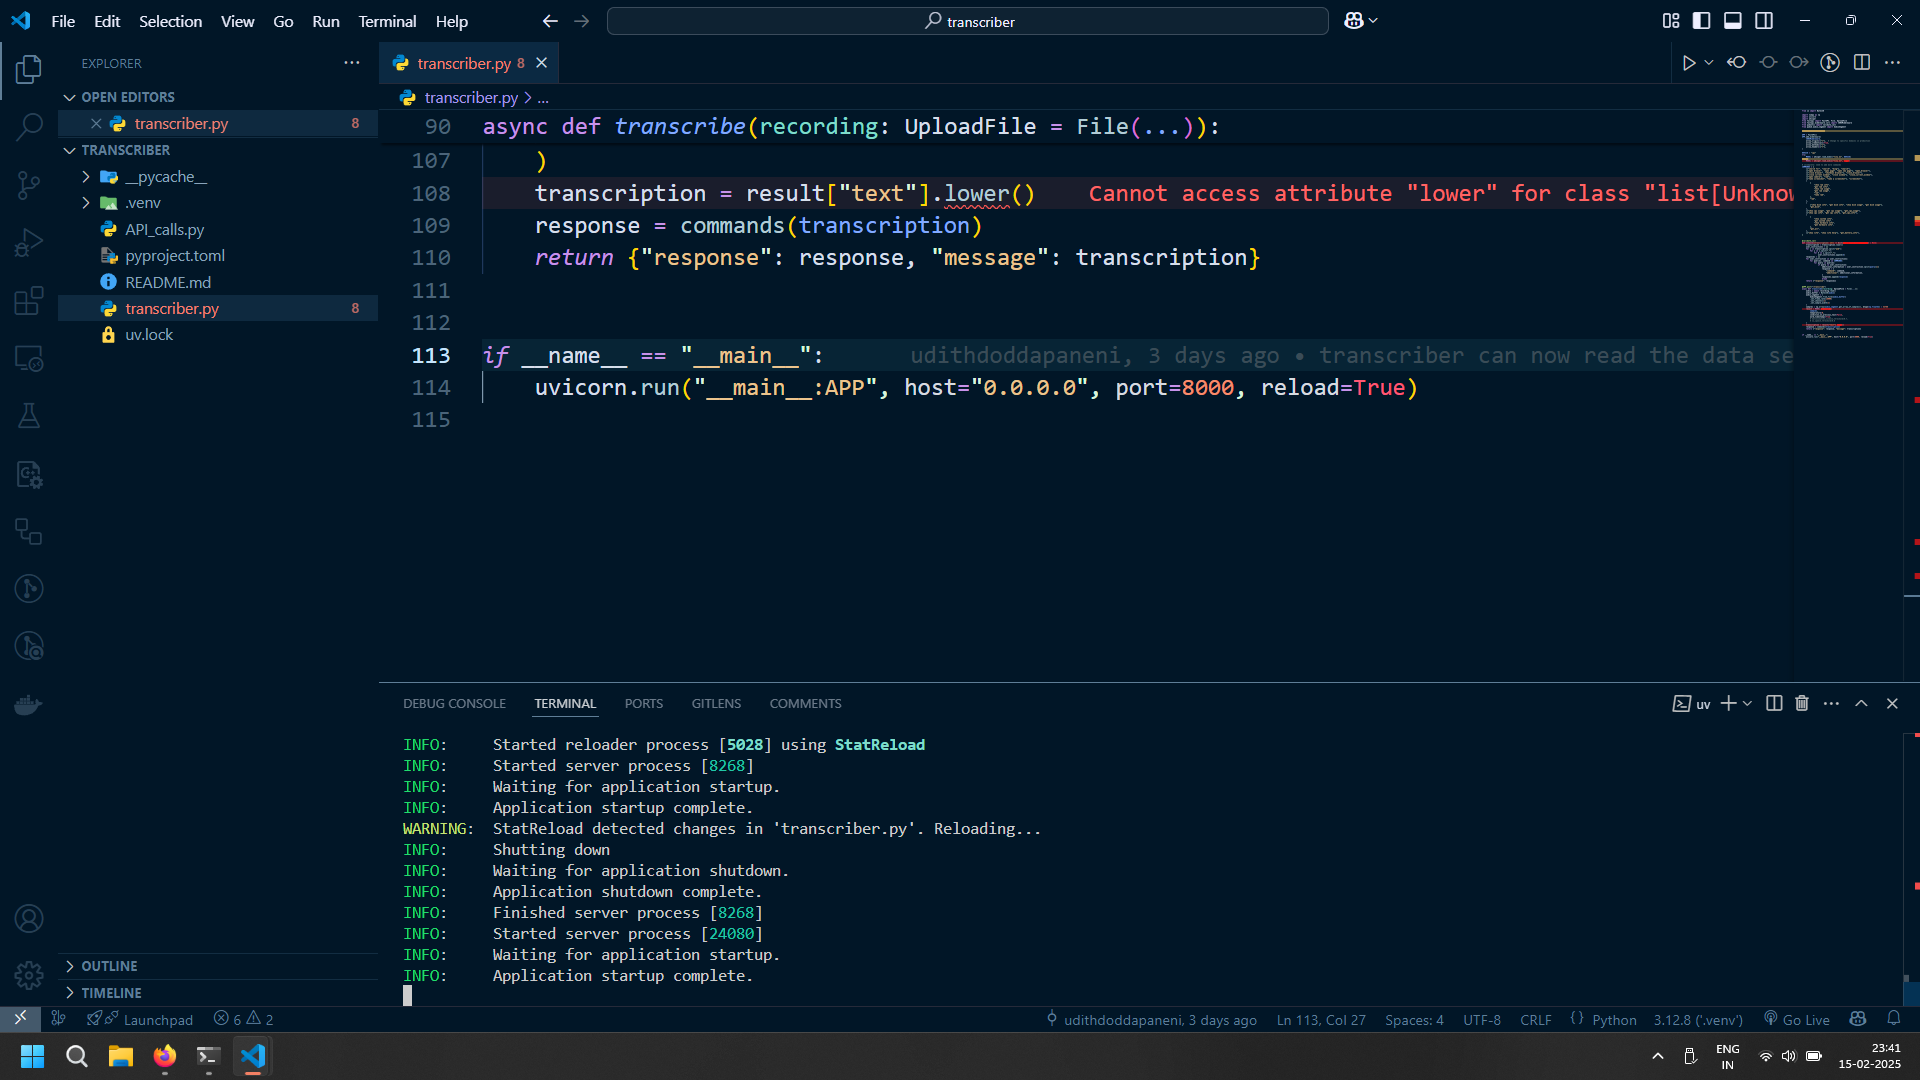 File Edit Selection View Go Run Terminal Help
transcriber
EXPLORER
OPEN EDITORS
transcriber.py 8
TRANSCRIBER
__pycache__
.venv
API_calls.py
pyproject.toml
README.md
transcriber.py 8
uv.lock
OUTLINE
TIMELINE
transcriber.py 8
transcriber.py > ...
90 async def transcribe(recording: UploadFile = File(...)):
107 )
108 transcription = result["text"].lower() Cannot access attribute "lower" for class "list[Unkno
109 response = commands(transcription)
110 return {"response": response, "message": transcription}
111
112
113 if __name__ == "__main__": udithdoddapaneni, 3 days ago • transcriber can now read the data se
114 uvicorn.run("__main__:APP", host="0.0.0.0", port=8000, reload=True)
115
DEBUG CONSOLE TERMINAL PORTS GITLENS COMMENTS
uv
INFO: Started reloader process [5028] using StatReload
INFO: Started server process [8268]
INFO: Waiting for application startup.
INFO: Application startup complete.
WARNING: StatReload detected changes in 'transcriber.py'. Reloading...
INFO: Shutting down
INFO: Waiting for application shutdown.
INFO: Application shutdown complete.
INFO: Finished server process [8268]
INFO: Started server process [24080]
INFO: Waiting for application startup.
INFO: Application startup complete.
Launchpad 6 2 udithdoddapaneni, 3 days ago Ln 113, Col 27 Spaces: 4 UTF-8 CRLF {} Python 3.12.8 ('.venv') Go Live
ENG
IN
23:41
15-02-2025